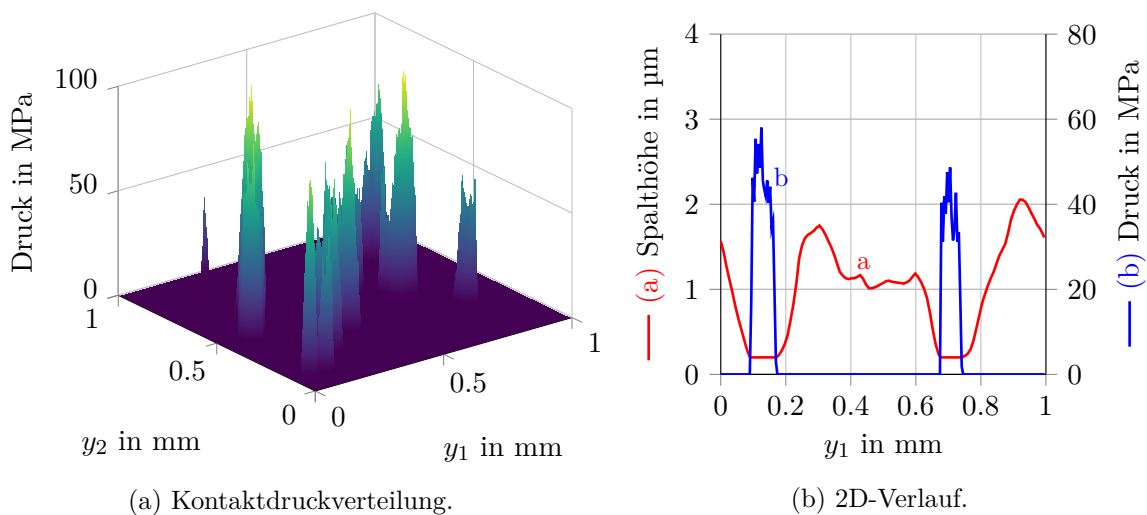 100
50
0
Druck in MPa
1
0.5
0
0
0.5
1
y₂ in mm
y₁ in mm
(a) Kontaktdruckverteilung.
4
3
2
1
0
(a) Spalthöhe in µm
80
60
40
20
0
(b) Druck in MPa
b
a
0
0.2
0.4
0.6
0.8
1
y₁ in mm
(b) 2D-Verlauf.